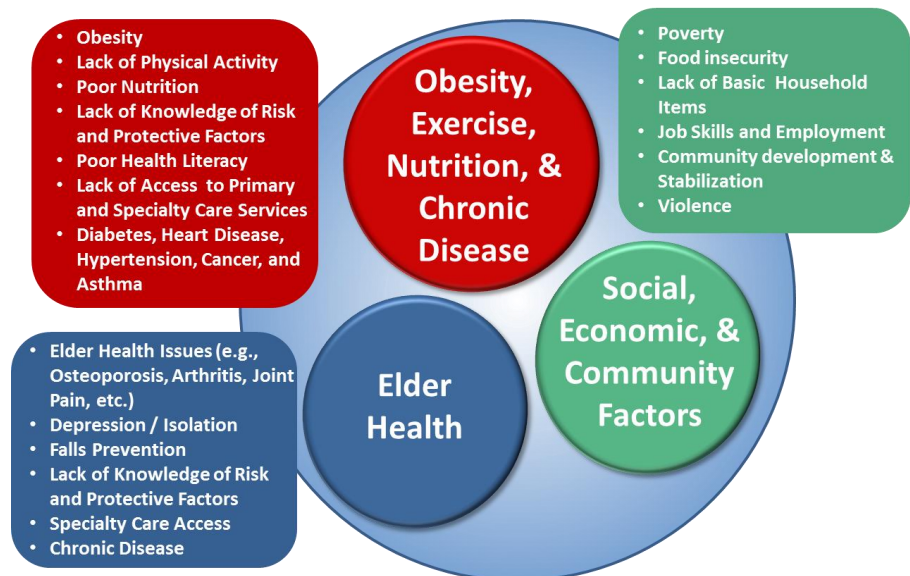 • Obesity
• Lack of Physical Activity
• Poor Nutrition
• Lack of Knowledge of Risk
and Protective Factors
• Poor Health Literacy
• Lack of Access to Primary
and Specialty Care Services
• Diabetes, Heart Disease,
Hypertension, Cancer, and
Asthma
Obesity,
Exercise,
Nutrition, &
Chronic
Disease
• Poverty
• Food insecurity
• Lack of Basic Household
Items
• Job Skills and Employment
• Community development &
Stabilization
• Violence
• Elder Health Issues (e.g.,
Osteoporosis, Arthritis, Joint
Pain, etc.)
• Depression / Isolation
• Falls Prevention
• Lack of Knowledge of Risk
and Protective Factors
• Specialty Care Access
• Chronic Disease
Elder
Health
Social,
Economic, &
Community
Factors